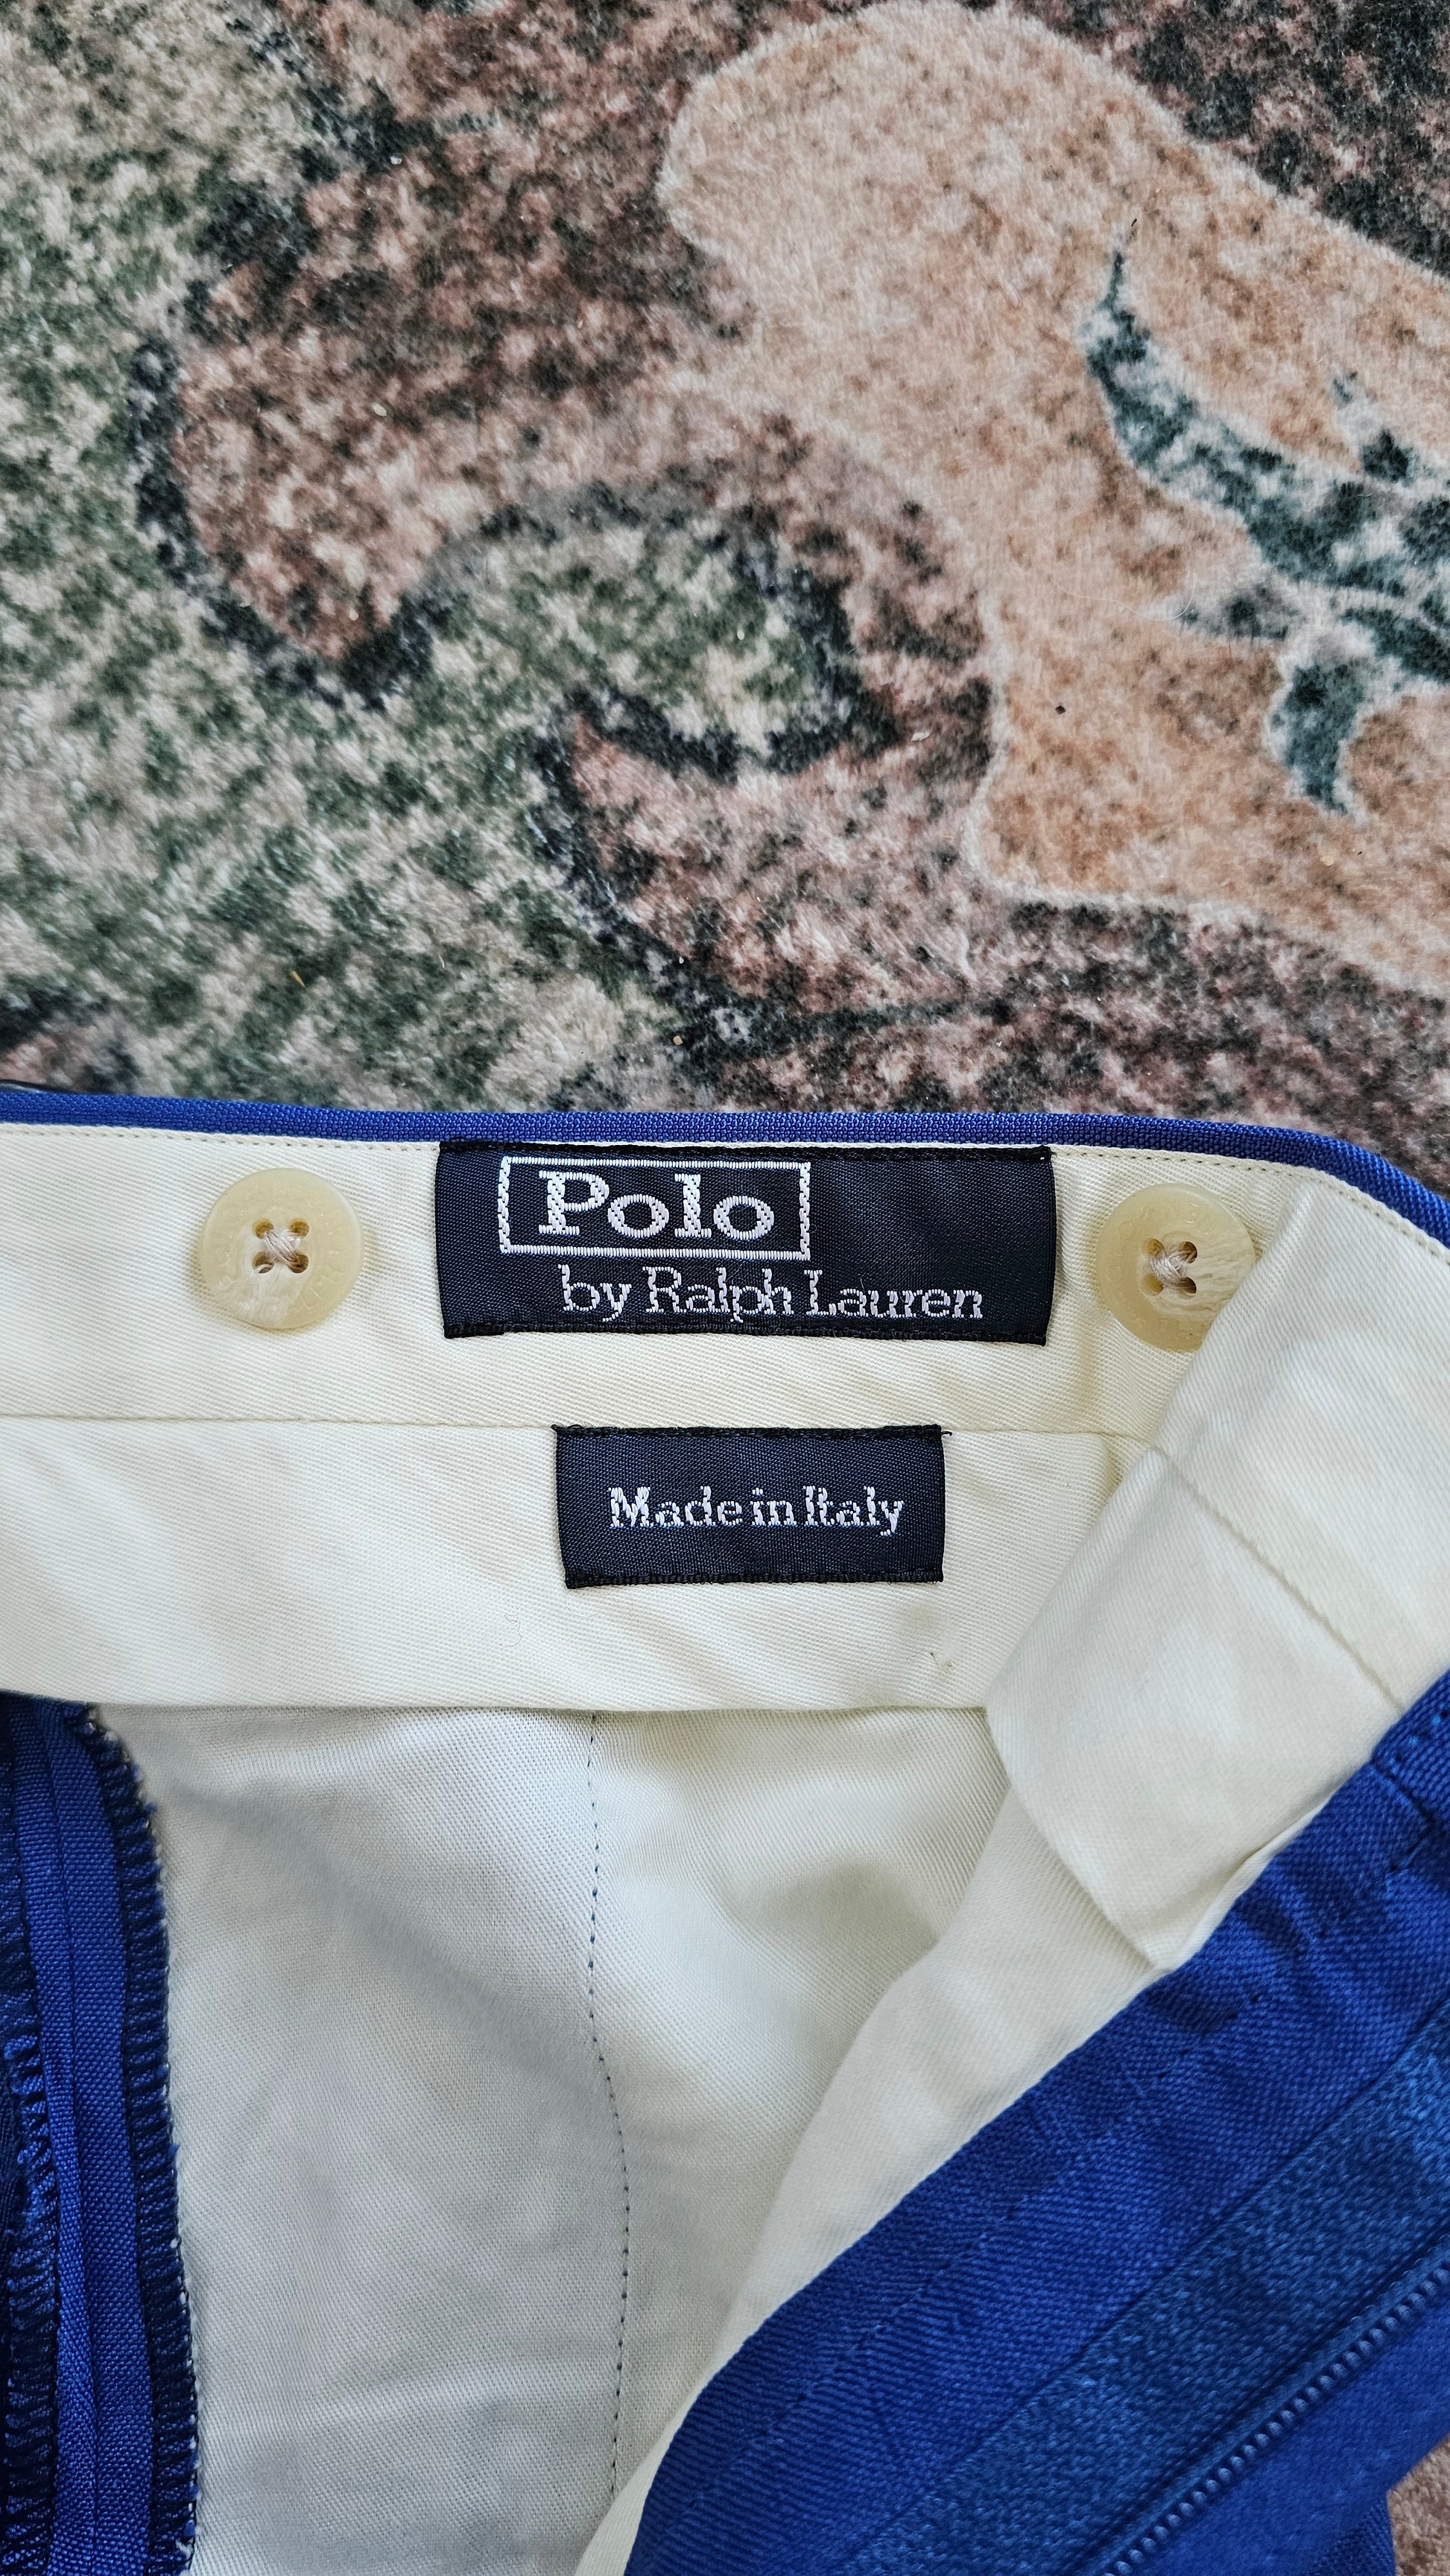 Polo
by Ralph Lauren
Made in Italy